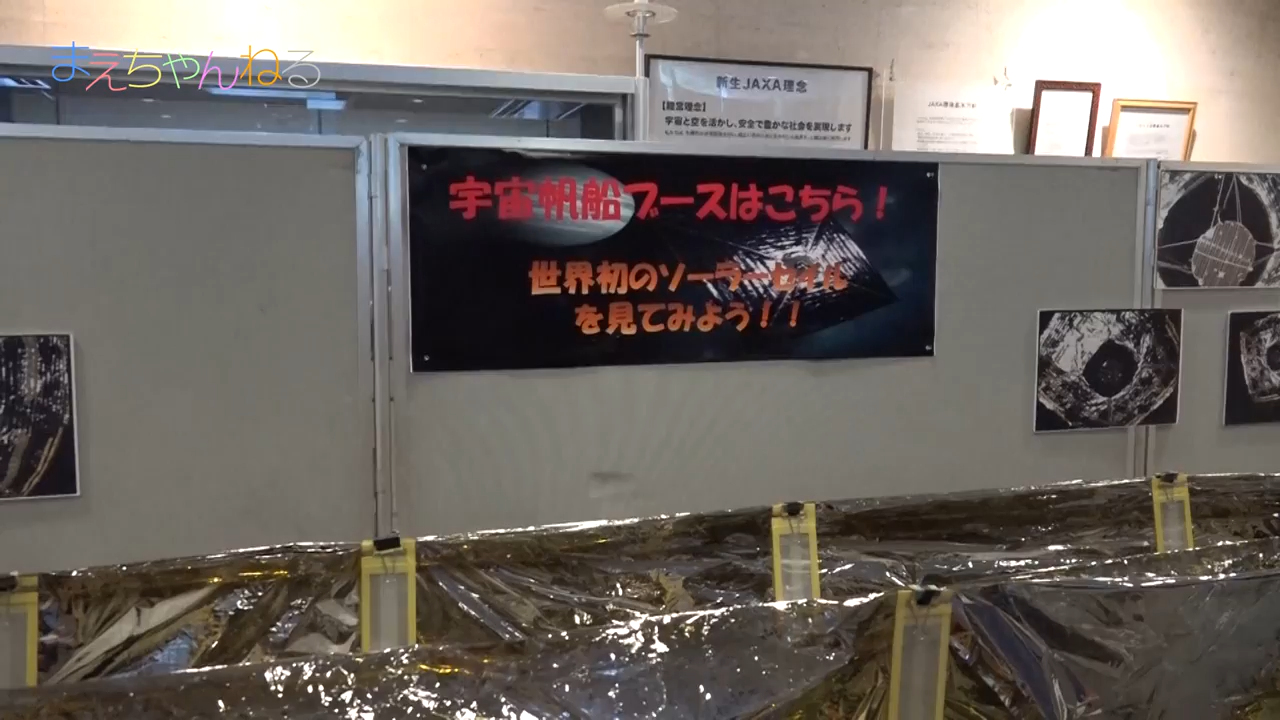 まえちゃんねる
新生JAXA理念
【経営理念】
宇宙と空を活かし、安全で豊かな社会を実現します
宇宙帆船ブースはこちら！
世界初のソーラーセイル
を見てみよう！！